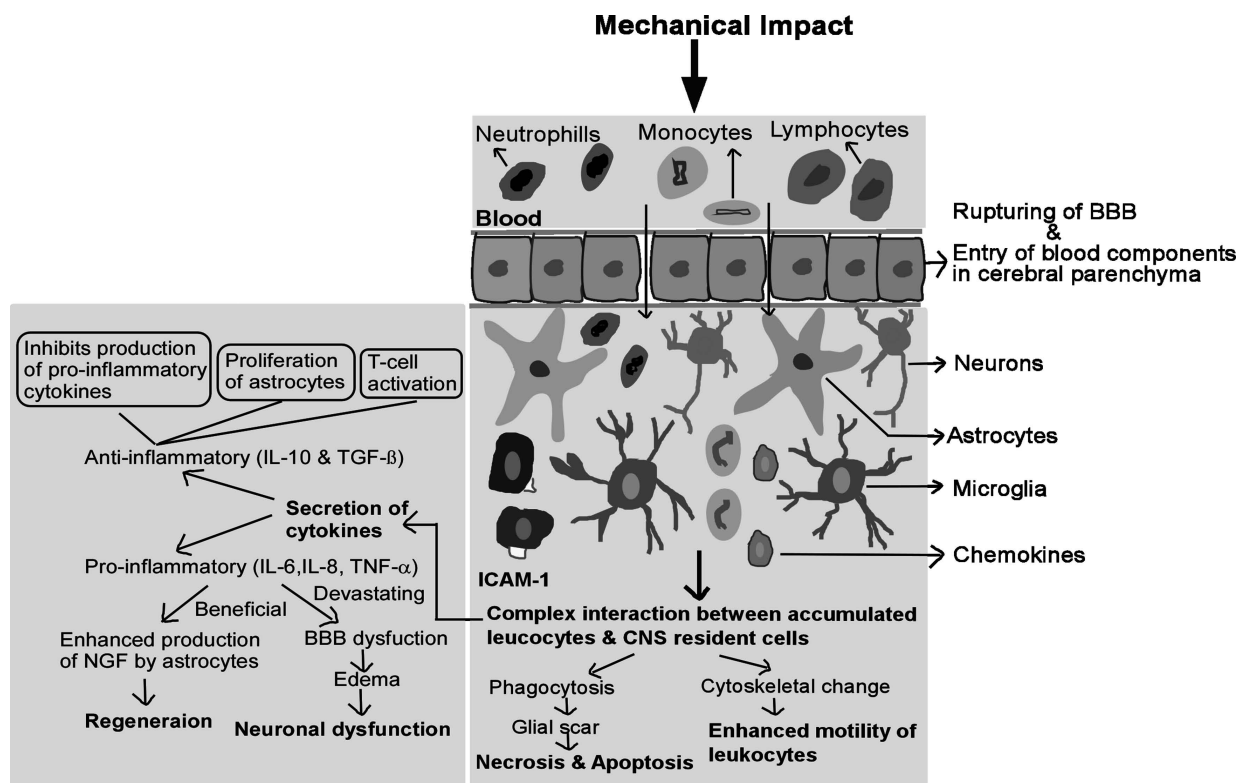 Mechanical Impact
Neutrophills
Monocytes
Lymphocytes
Blood
Rupturing of BBB
&
Entry of blood components
in cerebral parenchyma
Inhibits production
of pro-inflammatory
cytokines
Proliferation
of astrocytes
T-cell
activation
Anti-inflammatory (IL-10 & TGF-ß)
Secretion of
cytokines
Pro-inflammatory (IL-6,IL-8, TNF-α)
Beneficial
Devastating
Enhanced production
of NGF by astrocytes
Regeneraion
BBB dysfuction
Edema
Neuronal dysfunction
Neurons
Astrocytes
Microglia
Chemokines
ICAM-1
Complex interaction between accumulated
leucocytes & CNS resident cells
Phagocytosis
Glial scar
Necrosis & Apoptosis
Cytoskeletal change
Enhanced motility of
leukocytes